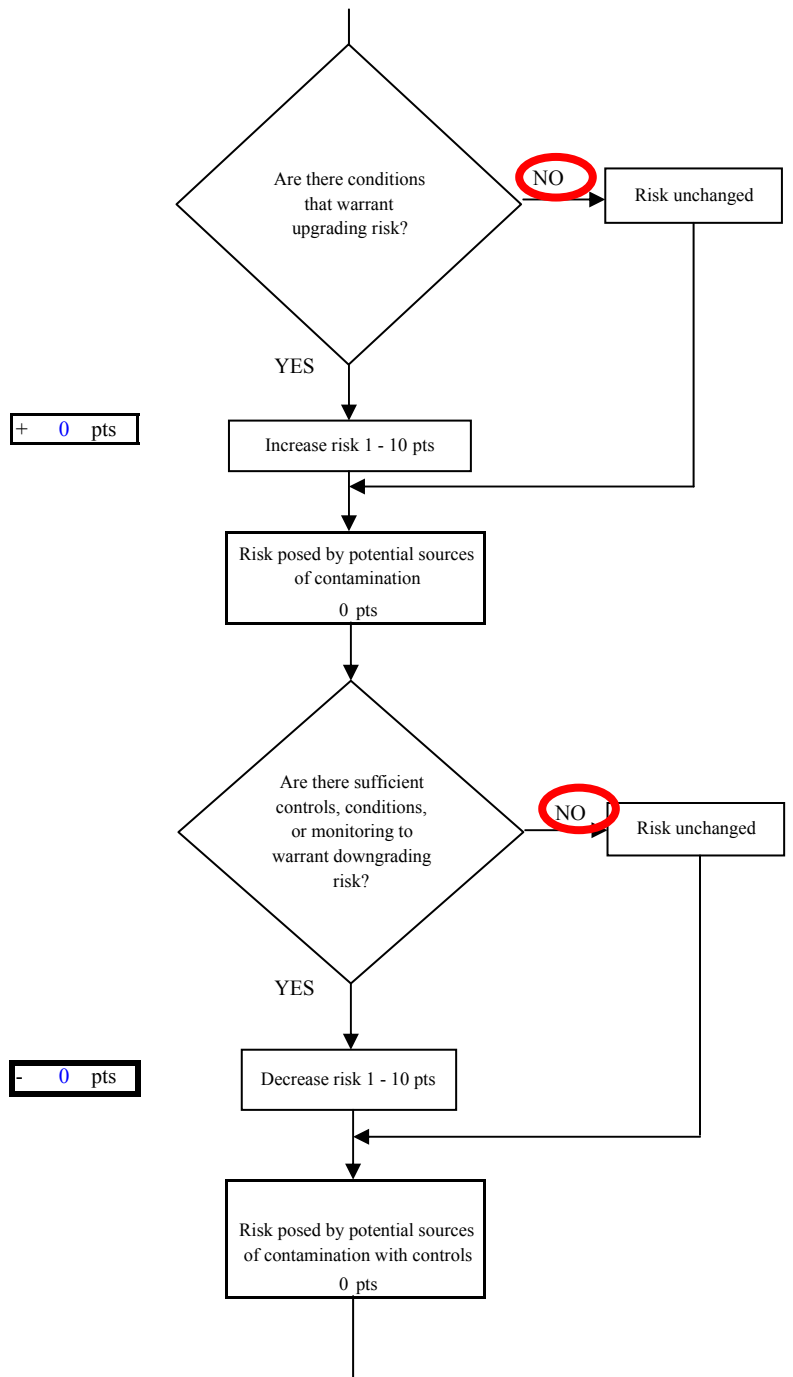 Are there conditions
that warrant
upgrading risk?
NO
Risk unchanged
YES
+ 0 pts
Increase risk 1 - 10 pts
Risk posed by potential sources
of contamination
0 pts
Are there sufficient
controls, conditions,
or monitoring to
warrant downgrading
risk?
NO
Risk unchanged
YES
- 0 pts
Decrease risk 1 - 10 pts
Risk posed by potential sources
of contamination with controls
0 pts